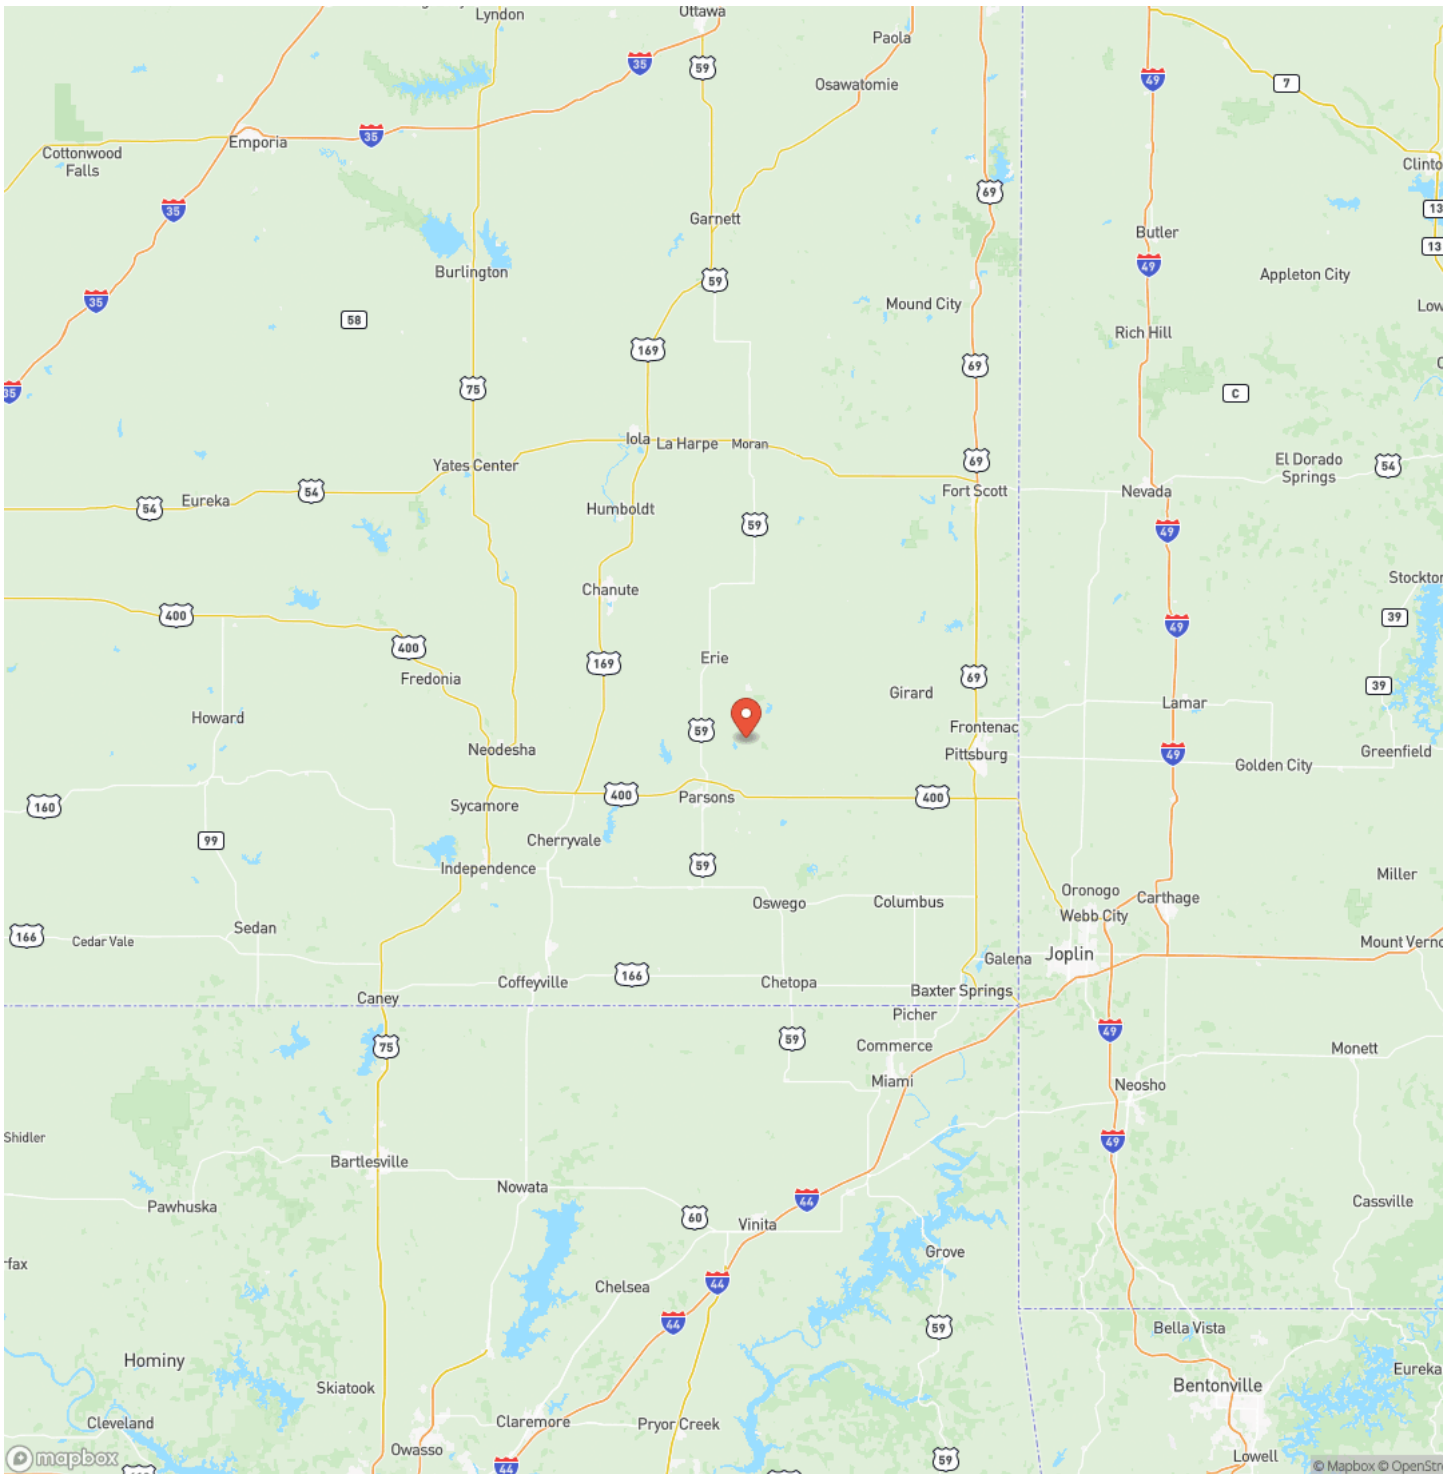 Lyndon
Ottawa
Paola
35
59
49
7
Osawatomie
35
Emporia
Cottonwood
Falls
Clinto
69
35
13
Garnett
Butler
13
49
Burlington
Appleton City
59
35
Mound City
Low
58
Rich Hill
169
69
75
35
C
Iola
La Harpe
Moran
69
El Dorado
Springs
54
Yates Center
54
Eureka
54
Fort Scott
Nevada
Humboldt
59
49
Stockton
Chanute
400
39
49
400
Erie
169
69
Fredonia
39
Girard
Howard
Lamar
59
Frontenac
Neodesha
Pittsburg
49
Greenfield
Golden City
160
Sycamore
400
Parsons
400
99
Cherryvale
Independence
59
Miller
Oronogo
Carthage
Oswego
Columbus
Webb City
Sedan
166
Cedar Vale
Mount Verno
Joplin
Galena
166
Coffeyville
Chetopa
Baxter Springs
Caney
Picher
49
59
75
Commerce
Monett
Miami
Neosho
Shidler
49
Bartlesville
Nowata
44
Cassville
Pawhuska
60
Vinita
Grove
rfax
44
Chelsea
44
59
Bella Vista
Hominy
Eureka
Skiatook
Bentonville
Cleveland
Claremore
Pryor Creek
Owasso
Lowell
mapbox
44
59
© Mapbox © OpenStr